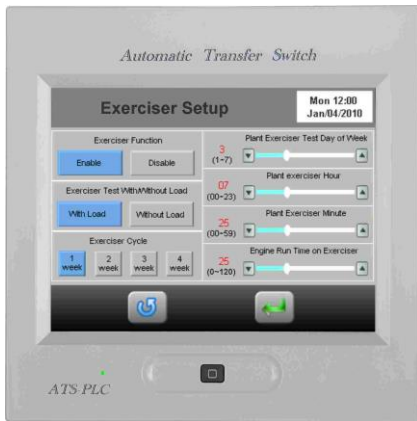 Automatic Transfer Switch
Exerciser Setup
Mon 12:00
Jan/04/2010
Exerciser Function
Enable
Disable
Exerciser Test With/Without Load
With Load
Without Load
Exerciser Cycle
1
week
2
week
3
week
4
week
Plant Exerciser Test Day of Week
3
(1~7)
Plant exerciser Hour
07
(00~23)
Plant Exerciser Minute
25
(00~59)
Engine Run Time on Exerciser
25
(0~120)
ATS-PLC